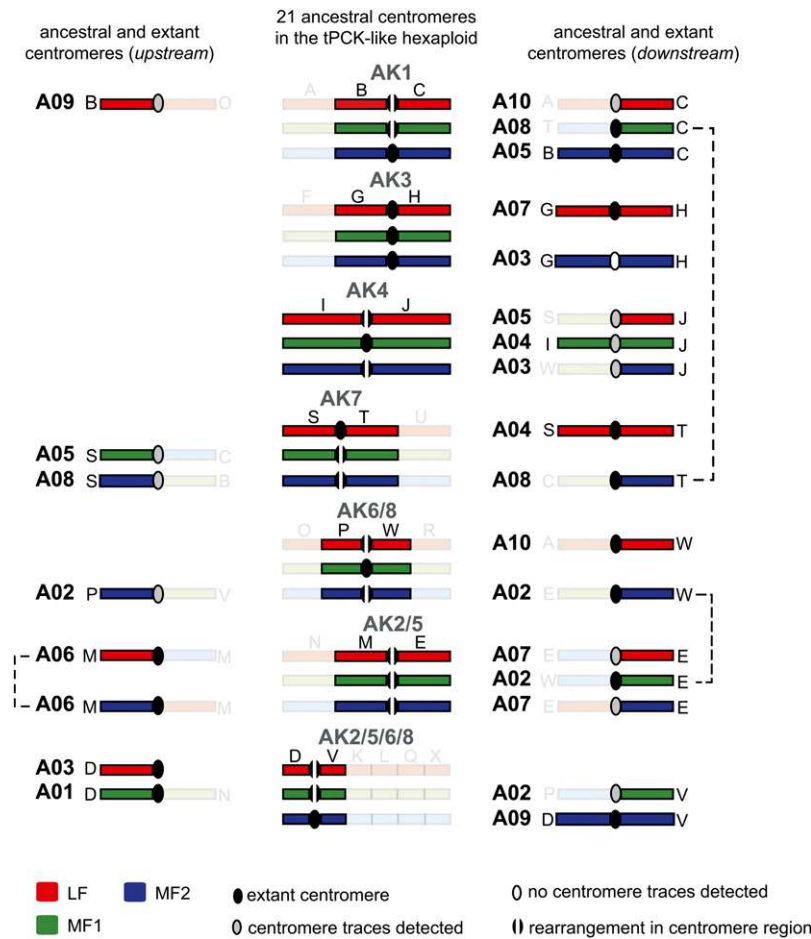 ancestral and extant
centromeres (upstream)
21 ancestral centromeres
in the tPCK-like hexaploid
ancestral and extant
centromeres (downstream)
AK1
A B C
A09 B O
A10 A C
A08 T C
A05 B C
AK3
F G H
A07 G H
A03 G H
AK4
I J
A05 S J
A04 I J
A03 W J
AK7
S T U
A04 S T
A05 S C
A08 S B
A08 C T
AK6/8
O P W R
A10 A W
A02 P V
A02 E W
AK2/5
N M E
A06 M M
A07 E E
A02 W E
A06 M M
A07 E E
AK2/5/6/8
D V K L Q X
A03 D
A01 D N
A02 P V
A09 D V
LF
MF2
MF1
extant centromere
centromere traces detected
no centromere traces detected
rearrangement in centromere region